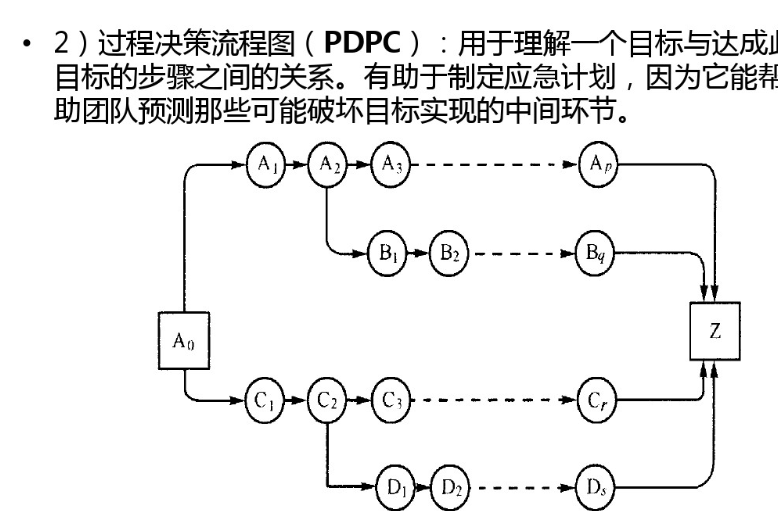 • 2）过程决策流程图（PDPC）：用于理解一个目标与达成此
目标的步骤之间的关系。有助于制定应急计划，因为它能帮
助团队预测那些可能破坏目标实现的中间环节。
A1 A2 A3 Ap
B1 B2 Bq
A0 Z
C1 C2 C3 Cr
D1 D2 Ds